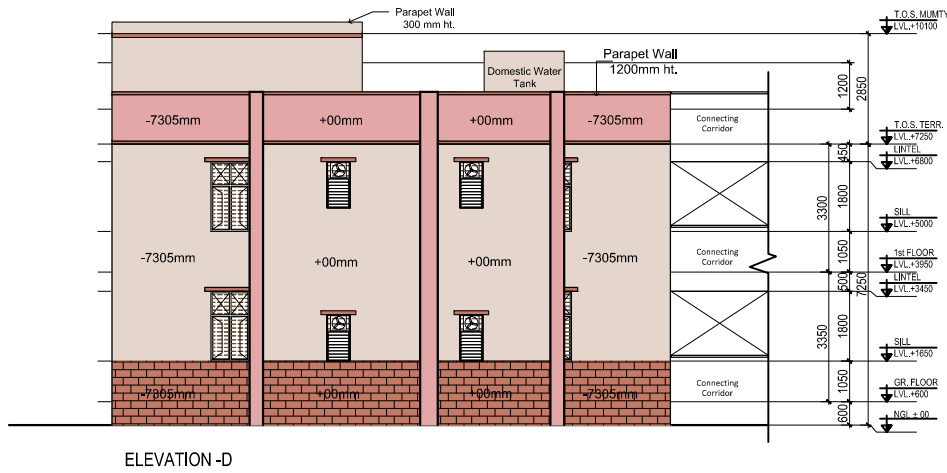 Parapet Wall
300 mm ht.
T.O.S. MUMTY
LVL.+10100
Parapet Wall
1200mm ht.
Domestic Water
Tank
1200
2850
-7305mm
+00mm
+00mm
-7305mm
Connecting
Corridor
T.O.S. TERR.
LVL.+7250
450
LINTEL
LVL.+6800
3300
1800
SILL
LVL.+5000
-7305mm
+00mm
+00mm
-7305mm
Connecting
Corridor
1050
1st FLOOR
LVL.+3950
500
7250
LINTEL
LVL.+3450
3350
1800
SILL
LVL.+1650
-7305mm
+00mm
+00mm
-7305mm
Connecting
Corridor
1050
GR. FLOOR
LVL.+600
600
NGL ± 00
ELEVATION -D